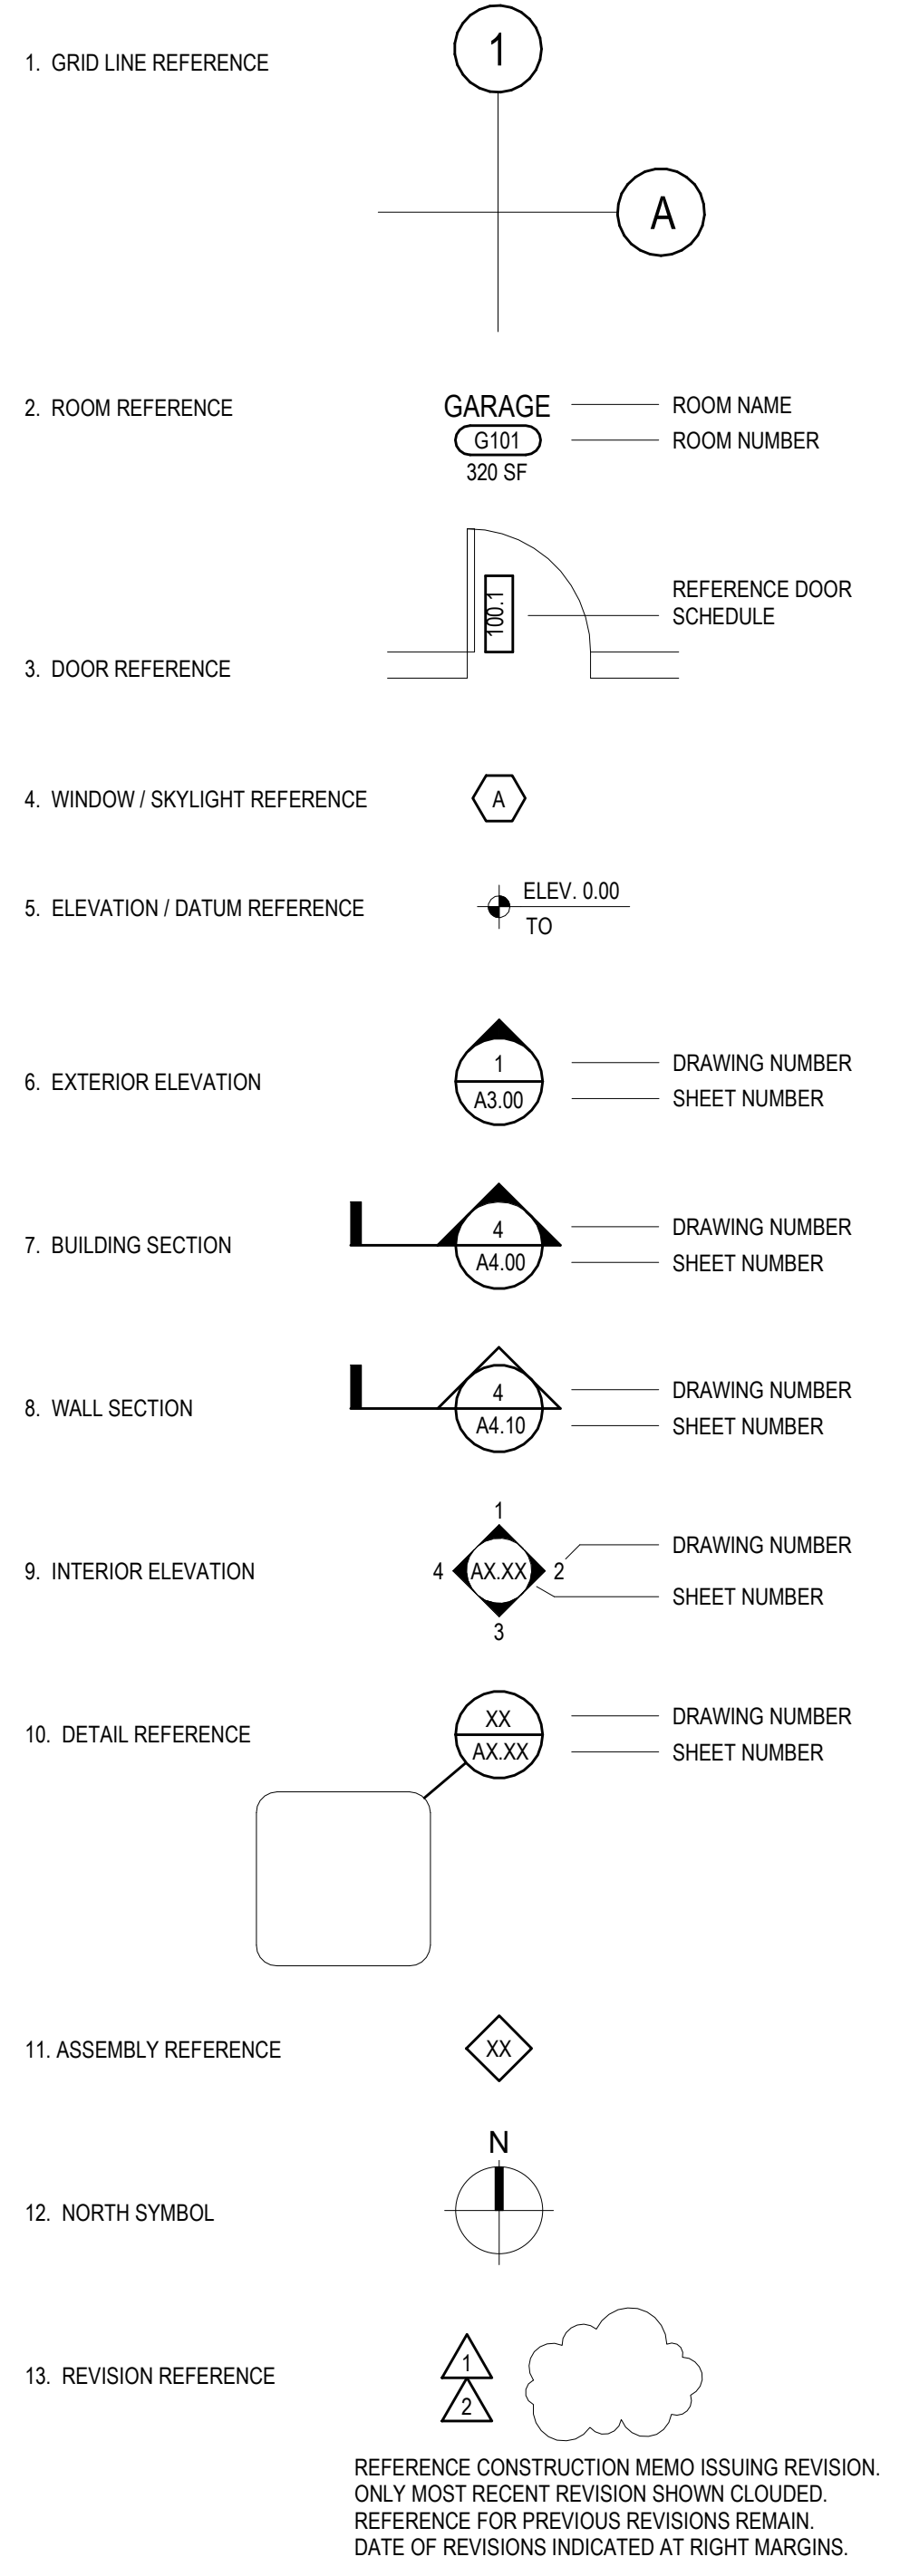 1
1. GRID LINE REFERENCE
A
2. ROOM REFERENCE
GARAGE
ROOM NAME
G101
ROOM NUMBER
320 SF
100.1
REFERENCE DOOR
SCHEDULE
3. DOOR REFERENCE
4. WINDOW / SKYLIGHT REFERENCE
A
5. ELEVATION / DATUM REFERENCE
ELEV. 0.00
TO
6. EXTERIOR ELEVATION
1
DRAWING NUMBER
A3.00
SHEET NUMBER
7. BUILDING SECTION
4
DRAWING NUMBER
A4.00
SHEET NUMBER
8. WALL SECTION
4
DRAWING NUMBER
A4.10
SHEET NUMBER
9. INTERIOR ELEVATION
1
4
AX.XX
2
3
DRAWING NUMBER
SHEET NUMBER
10. DETAIL REFERENCE
XX
DRAWING NUMBER
AX.XX
SHEET NUMBER
11. ASSEMBLY REFERENCE
XX
12. NORTH SYMBOL
N
13. REVISION REFERENCE
1
2
REFERENCE CONSTRUCTION MEMO ISSUING REVISION.
ONLY MOST RECENT REVISION SHOWN CLOUDED.
REFERENCE FOR PREVIOUS REVISIONS REMAIN.
DATE OF REVISIONS INDICATED AT RIGHT MARGINS.